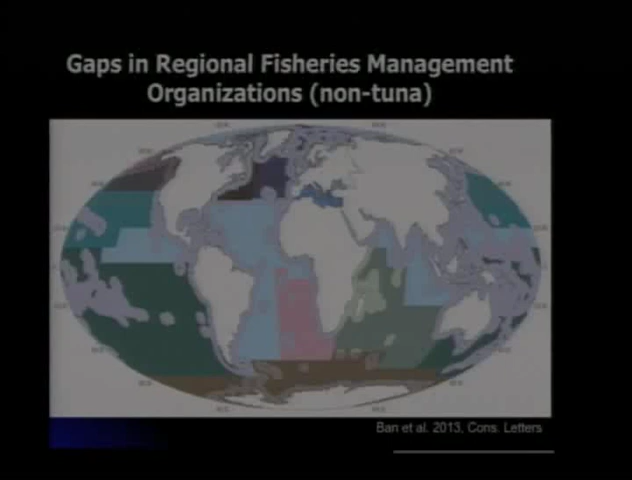 Gaps in Regional Fisheries Management
Organizations (non-tuna)
Ban et al. 2013, Cons. Letters